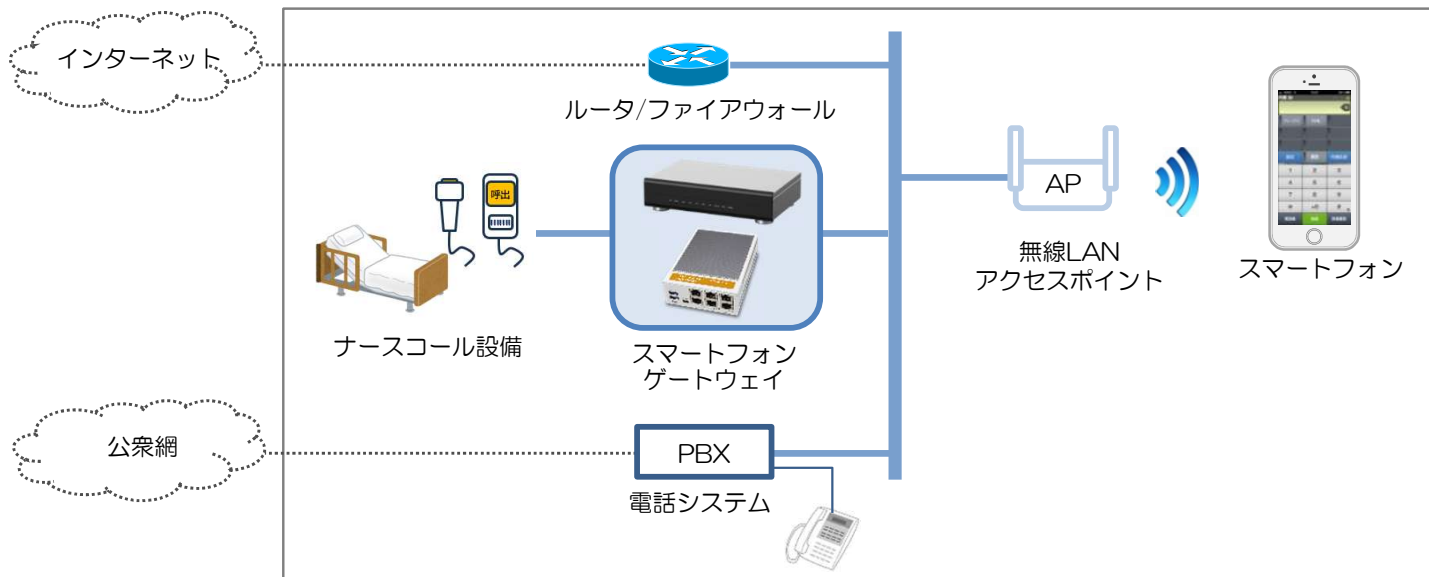 インターネット
ルータ/ファイアウォール
呼出
AP
無線LAN
アクセスポイント
スマートフォン
ナースコール設備
スマートフォン
ゲートウェイ
公衆網
PBX
電話システム